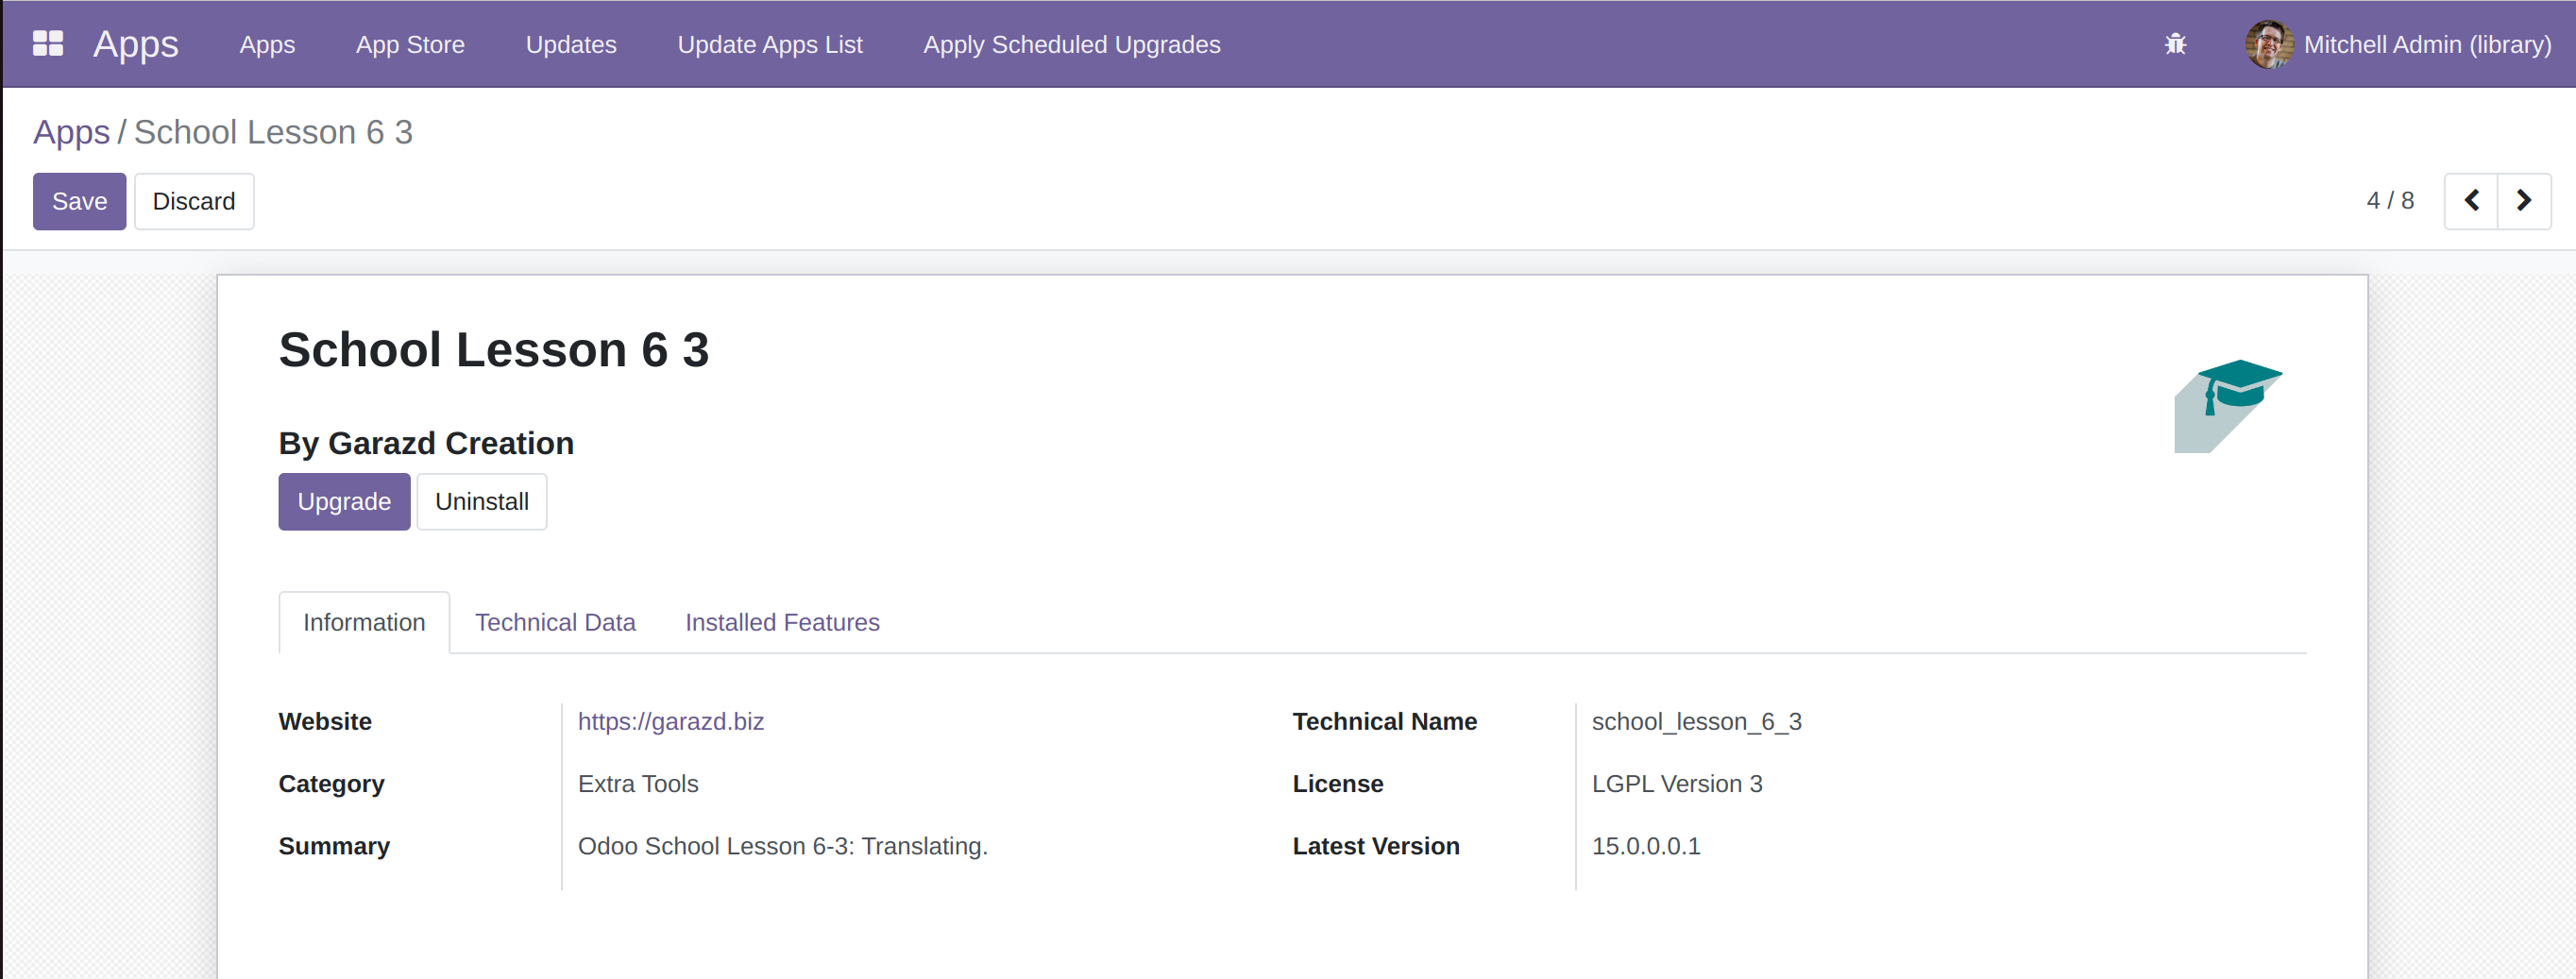 Apps Apps App Store Updates Update Apps List Apply Scheduled Upgrades Mitchell Admin (library)
Apps / School Lesson 6 3
Save Discard 4 / 8
School Lesson 6 3
By Garazd Creation
Upgrade Uninstall
Information Technical Data Installed Features
Website https://garazd.biz Technical Name school_lesson_6_3
Category Extra Tools License LGPL Version 3
Summary Odoo School Lesson 6-3: Translating. Latest Version 15.0.0.0.1